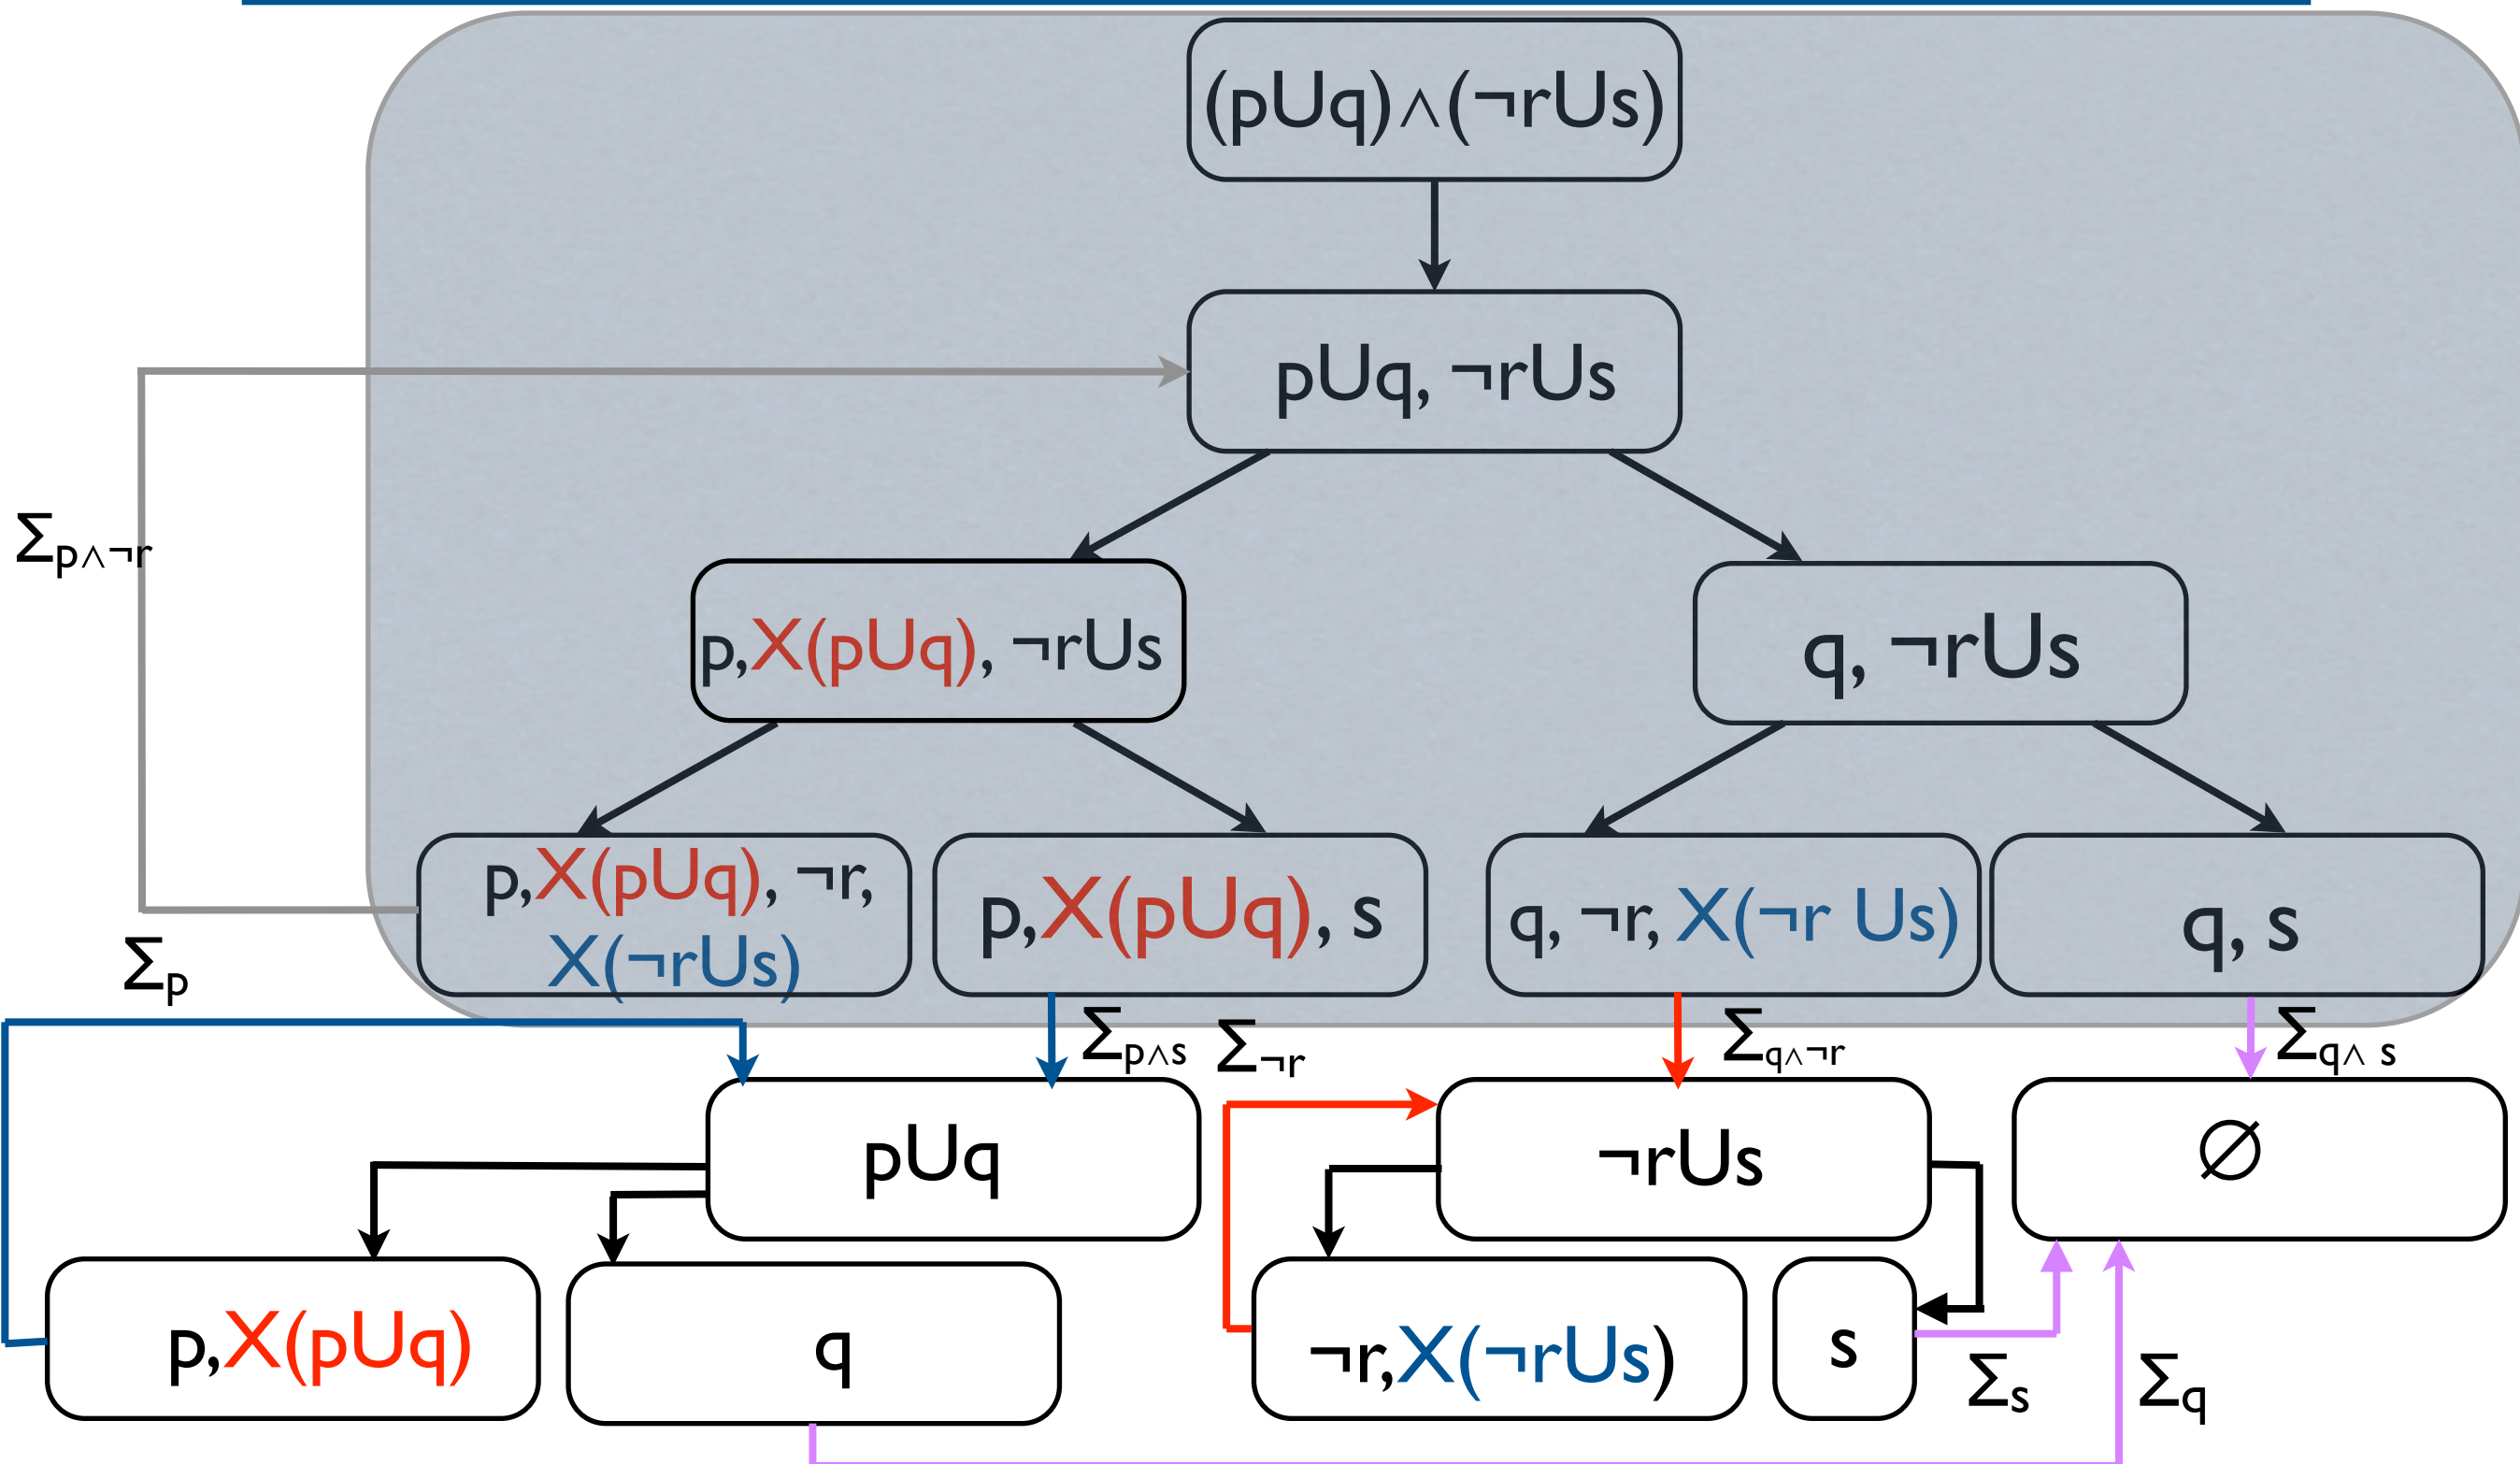 (pUq)∧(¬rUs)
pUq, ¬rUs
Σp∧¬r
p,X(pUq), ¬rUs
q, ¬rUs
p,X(pUq), ¬r,
X(¬rUs)
p,X(pUq), s
q, ¬r, X(¬r Us)
q, s
Σp
Σp∧s
Σ¬r
Σq∧¬r
Σq∧ s
pUq
¬rUs
∅
p,X(pUq)
q
¬r,X(¬rUs)
s
Σs
Σq